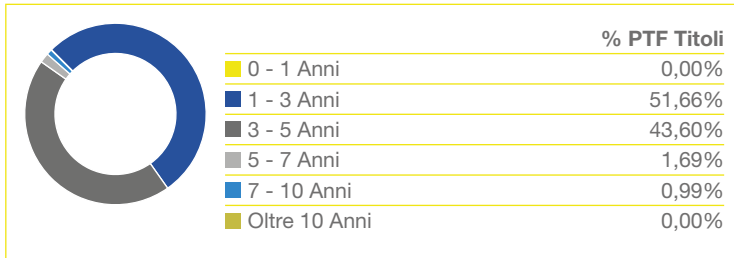 % PTF Titoli
0 - 1 Anni 0,00%
1 - 3 Anni 51,66%
3 - 5 Anni 43,60%
5 - 7 Anni 1,69%
7 - 10 Anni 0,99%
Oltre 10 Anni 0,00%